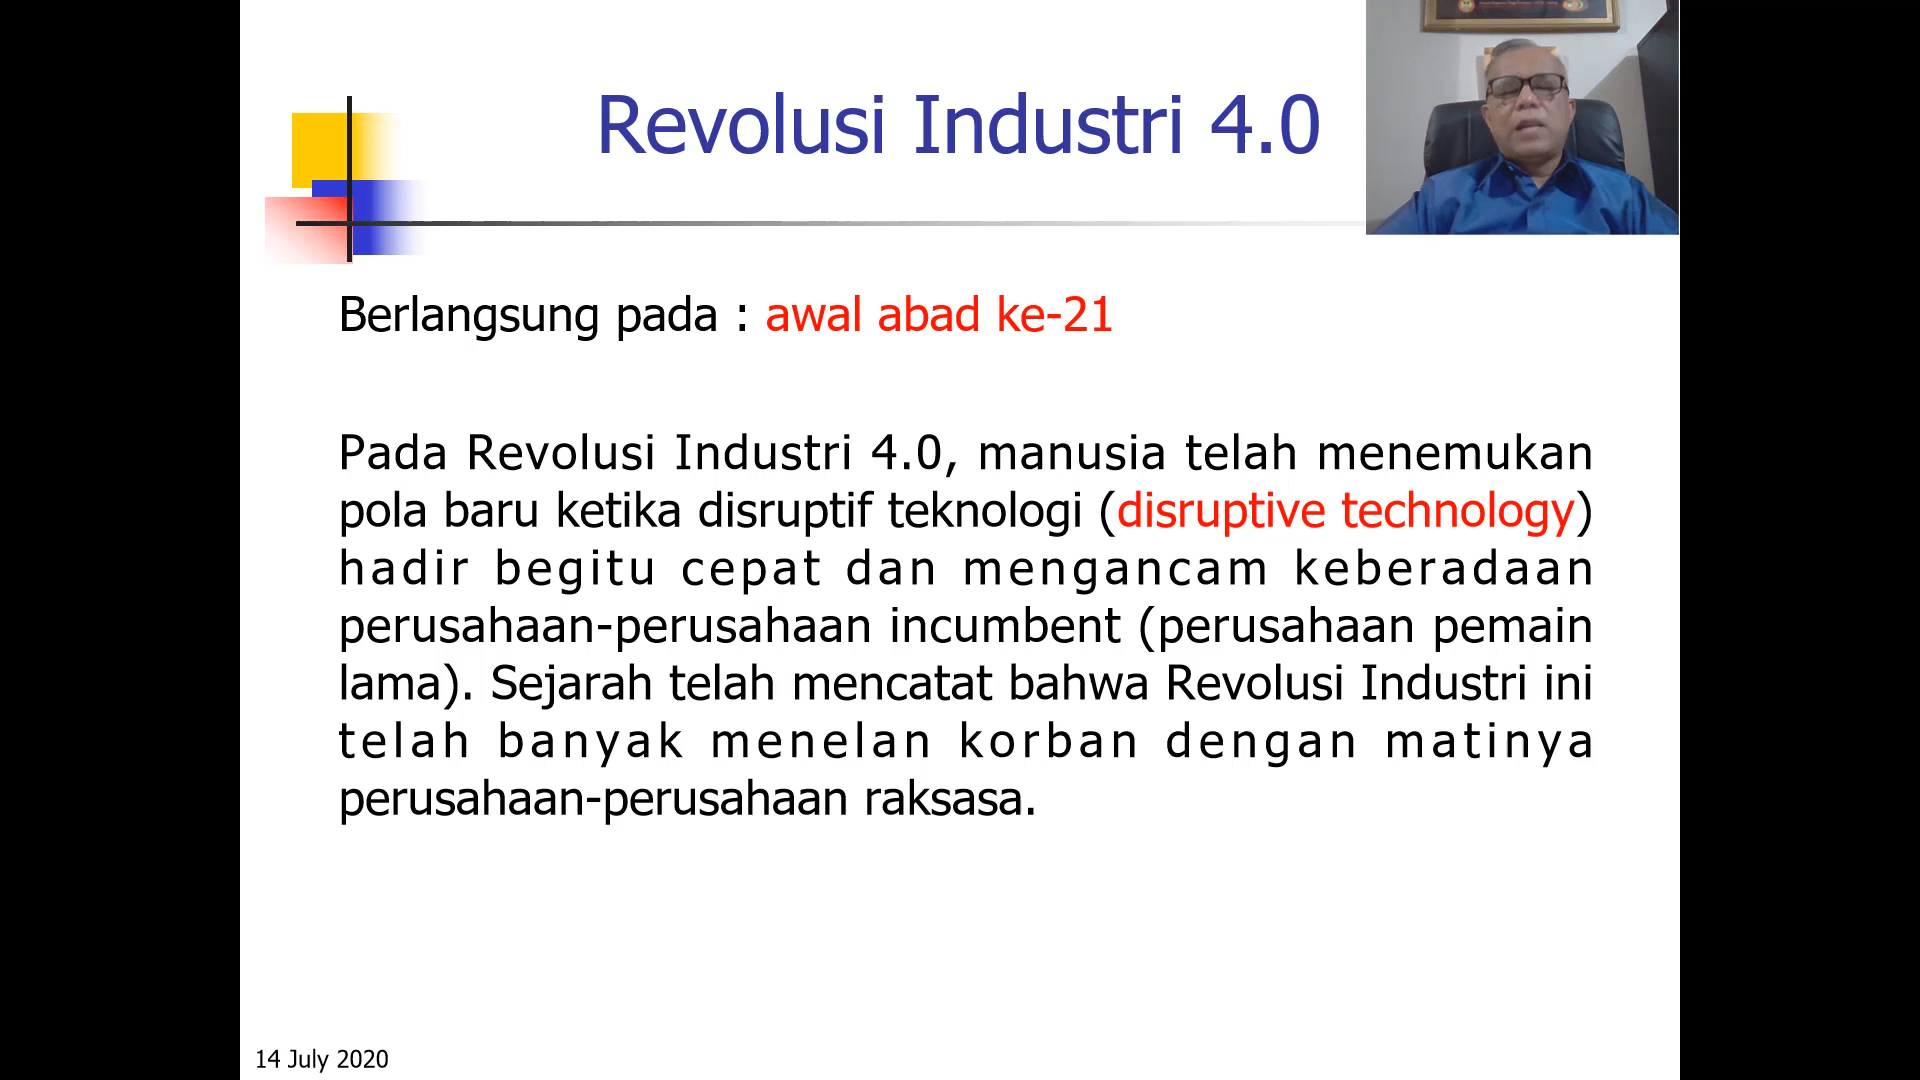 Revolusi Industri 4.0
Berlangsung pada : awal abad ke-21
Pada Revolusi Industri 4.0, manusia telah menemukan
pola baru ketika disruptif teknologi (disruptive technology)
hadir begitu cepat dan mengancam keberadaan
perusahaan-perusahaan incumbent (perusahaan pemain
lama). Sejarah telah mencatat bahwa Revolusi Industri ini
telah banyak menelan korban dengan matinya
perusahaan-perusahaan raksasa.
14 July 2020